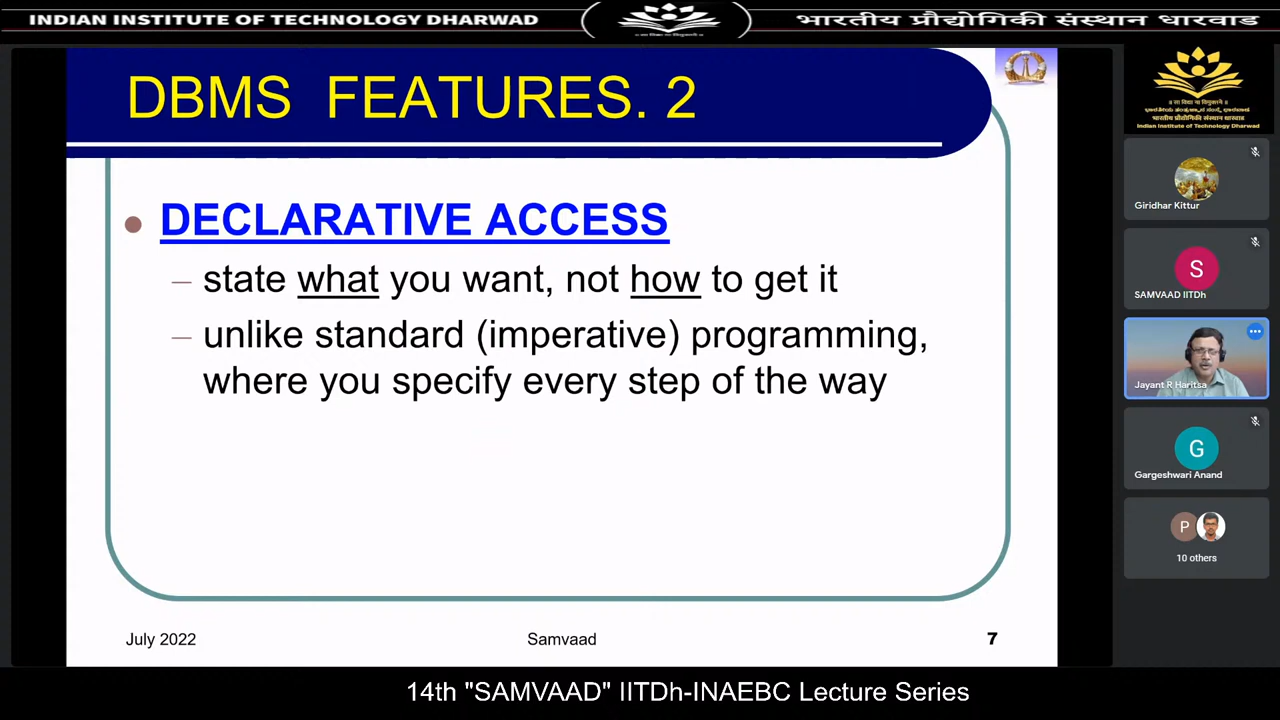 INDIAN INSTITUTE OF TECHNOLOGY DHARWAD
भारतीय प्रौद्योगिकी संस्थान धारवाड
DBMS FEATURES. 2
DECLARATIVE ACCESS
– state what you want, not how to get it
– unlike standard (imperative) programming,
where you specify every step of the way
July 2022
Samvaad
7
भारतीय प्रौद्योगिकी संस्थान धारवाड
Indian Institute of Technology Dharwad
Giridhar Kittur
S
SAMVAAD IITDh
Jayant R Haritsa
G
Gargeshwari Anand
P
10 others
14th "SAMVAAD" IITDh-INAEBC Lecture Series